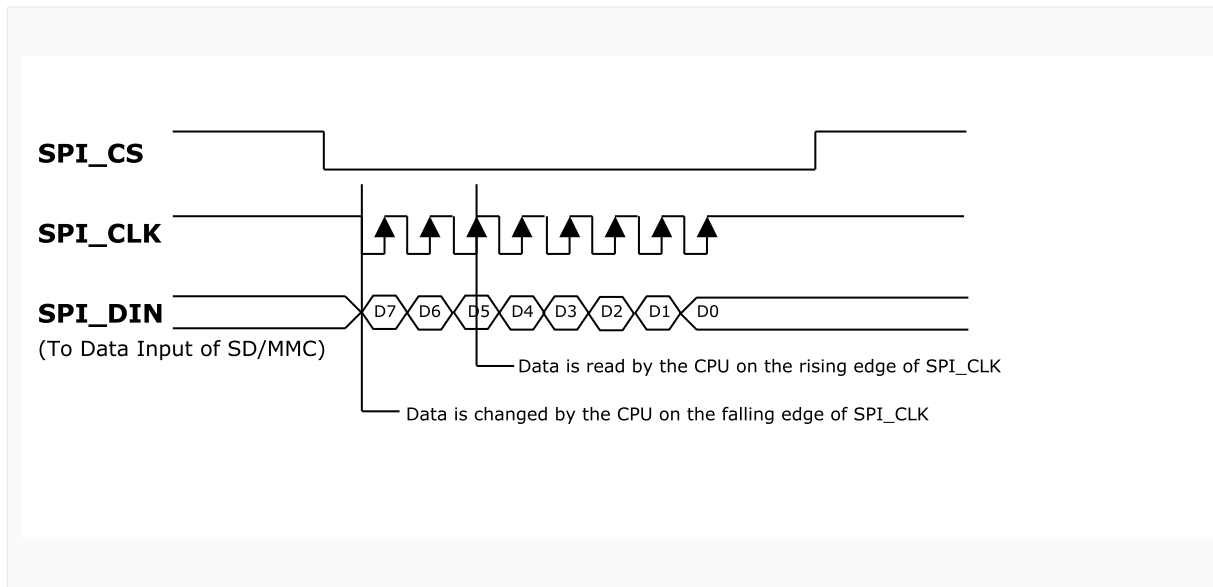 SPI_CS
SPI_CLK
SPI_DIN
D7 D6 D5 D4 D3 D2 D1 D0
(To Data Input of SD/MMC)
Data is read by the CPU on the rising edge of SPI_CLK
Data is changed by the CPU on the falling edge of SPI_CLK